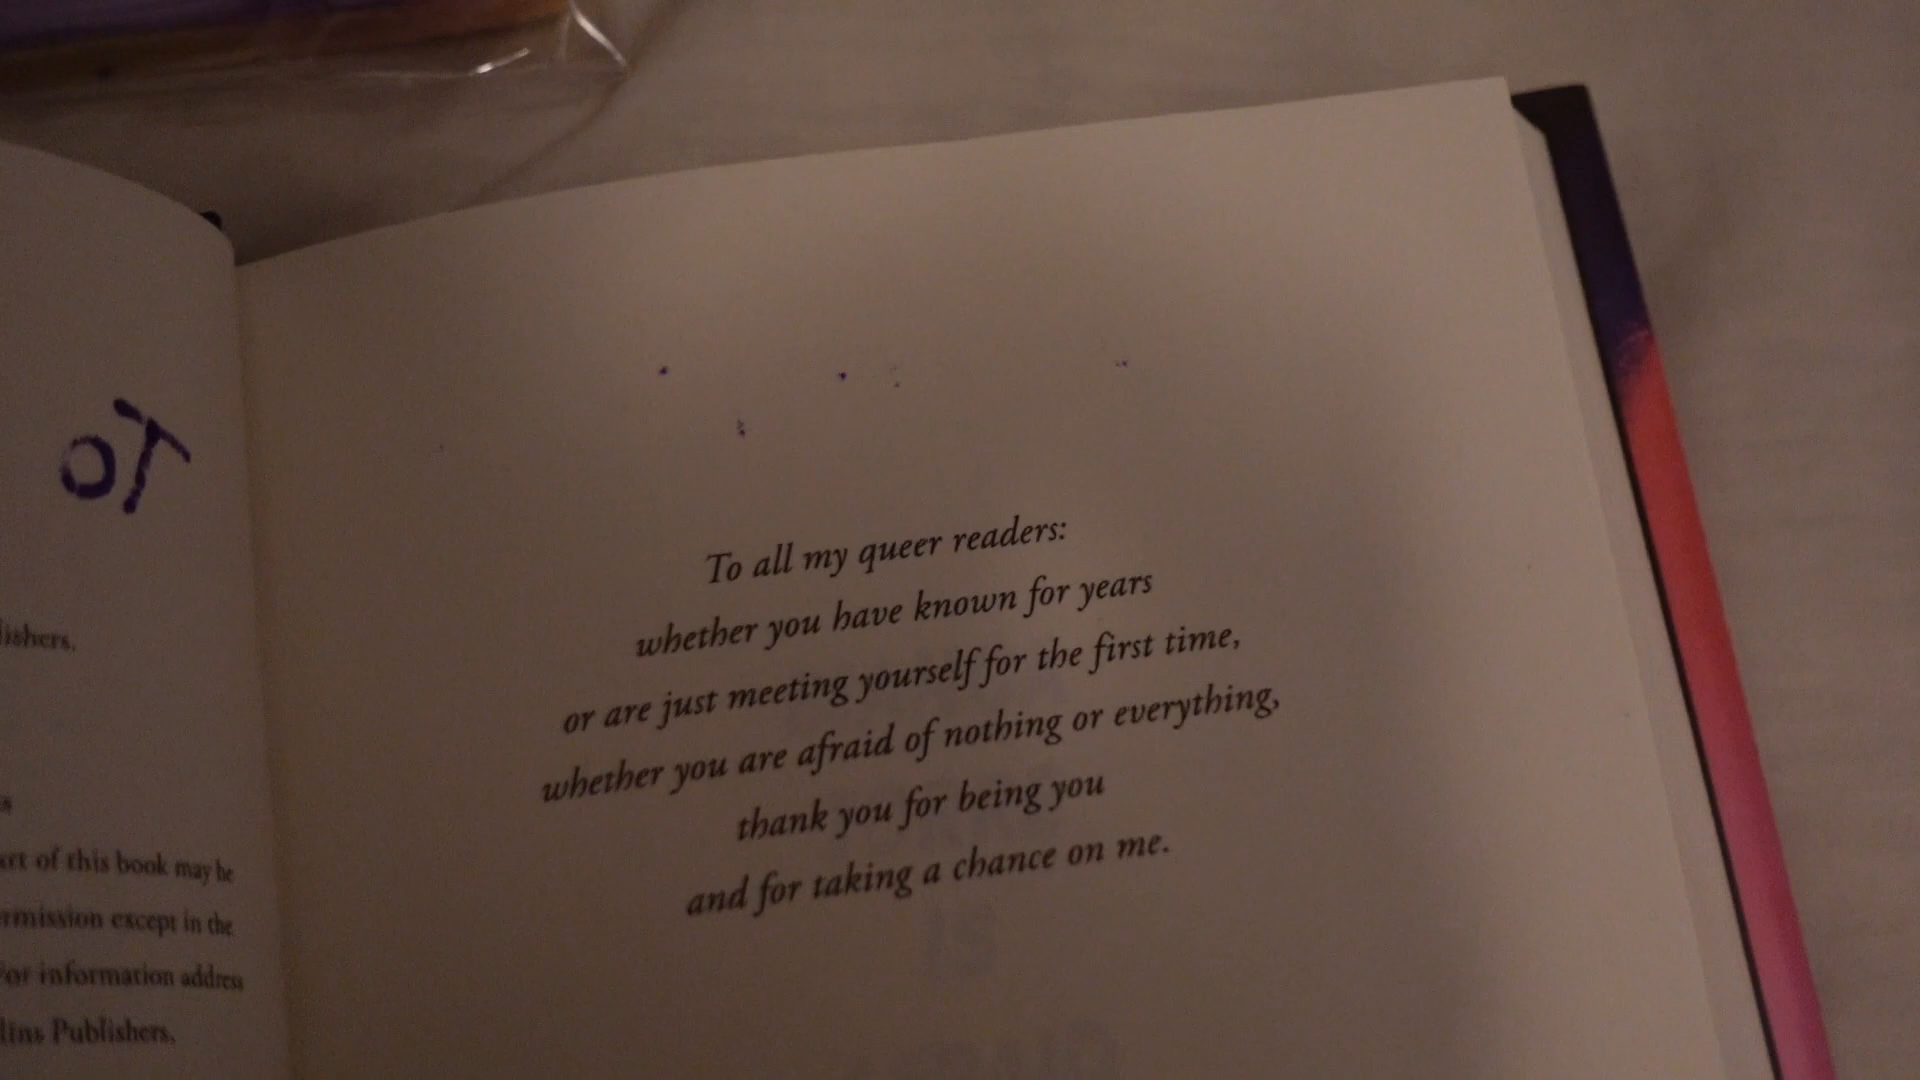 To
lishers.
art of this book may be
rmission except in the
For information address
lins Publishers,
To all my queer readers:
whether you have known for years
or are just meeting yourself for the first time,
whether you are afraid of nothing or everything,
thank you for being you
and for taking a chance on me.